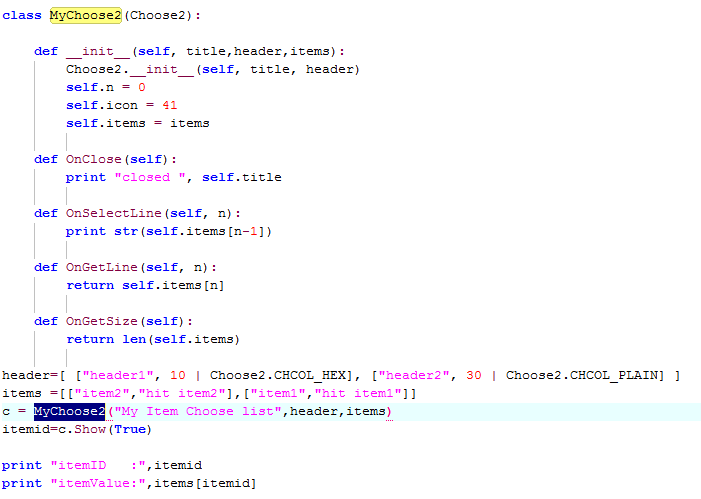 class MyChoose2(Choose2):
def __init__(self, title,header,items):
Choose2.__init__(self, title, header)
self.n = 0
self.icon = 41
self.items = items
def OnClose(self):
print "closed ", self.title
def OnSelectLine(self, n):
print str(self.items[n-1])
def OnGetLine(self, n):
return self.items[n]
def OnGetSize(self):
return len(self.items)
header=[ ["header1", 10 | Choose2.CHCOL_HEX], ["header2", 30 | Choose2.CHCOL_PLAIN] ]
items =[["item2","hit item2"],["item1","hit item1"]]
c = MyChoose2("My Item Choose list",header,items)
itemid=c.Show(True)
print "itemID   :",itemid
print "itemValue:",items[itemid]